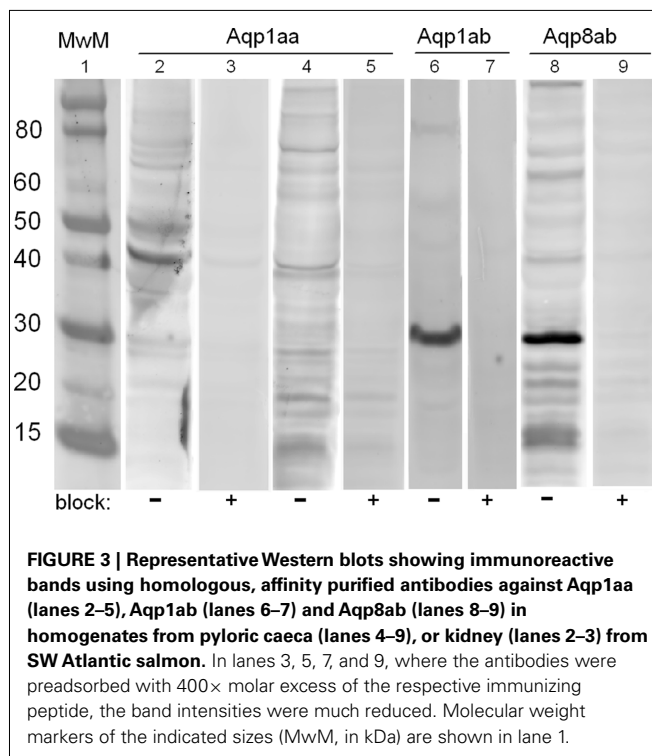 MwM Aqp1aa Aqp1ab Aqp8ab
1 2 3 4 5 6 7 8 9
80
60
50
40
30
20
15
block: – + – + – + – +
FIGURE 3 | Representative Western blots showing immunoreactive
bands using homologous, affinity purified antibodies against Aqp1aa
(lanes 2–5), Aqp1ab (lanes 6–7) and Aqp8ab (lanes 8–9) in
homogenates from pyloric caeca (lanes 4–9), or kidney (lanes 2–3) from
SW Atlantic salmon. In lanes 3, 5, 7, and 9, where the antibodies were
preadsorbed with 400× molar excess of the respective immunizing
peptide, the band intensities were much reduced. Molecular weight
markers of the indicated sizes (MwM, in kDa) are shown in lane 1.